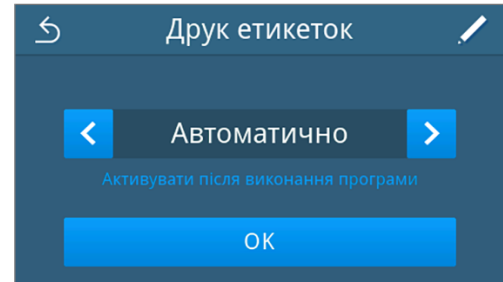 Друк етикеток
Автоматично
Активувати після виконання програми
OK